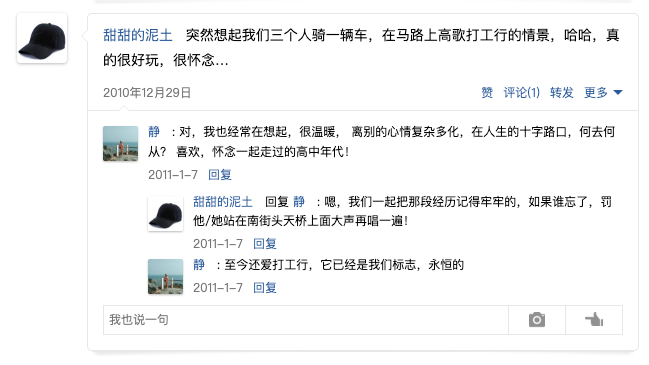 甜甜的泥土 突然想起我们三个人骑一辆车，在马路上高歌打工行的情景，哈哈，真
的很好玩，很怀念...
2010年12月29日 赞 评论(1) 转发 更多
静 ：对，我也经常在想起，很温暖， 离别的心情复杂多化，在人生的十字路口，何去何
从？ 喜欢，怀念一起走过的高中年代！
2011-1-7 回复
甜甜的泥土 回复 静 ：嗯，我们一起把那段经历记得牢牢的，如果谁忘了，罚
他/她站在南街头天桥上面大声再唱一遍！
2011-1-7 回复
静 ：至今还爱打工行，它已经是我们标志，永恒的
2011-1-7 回复
我也说一句